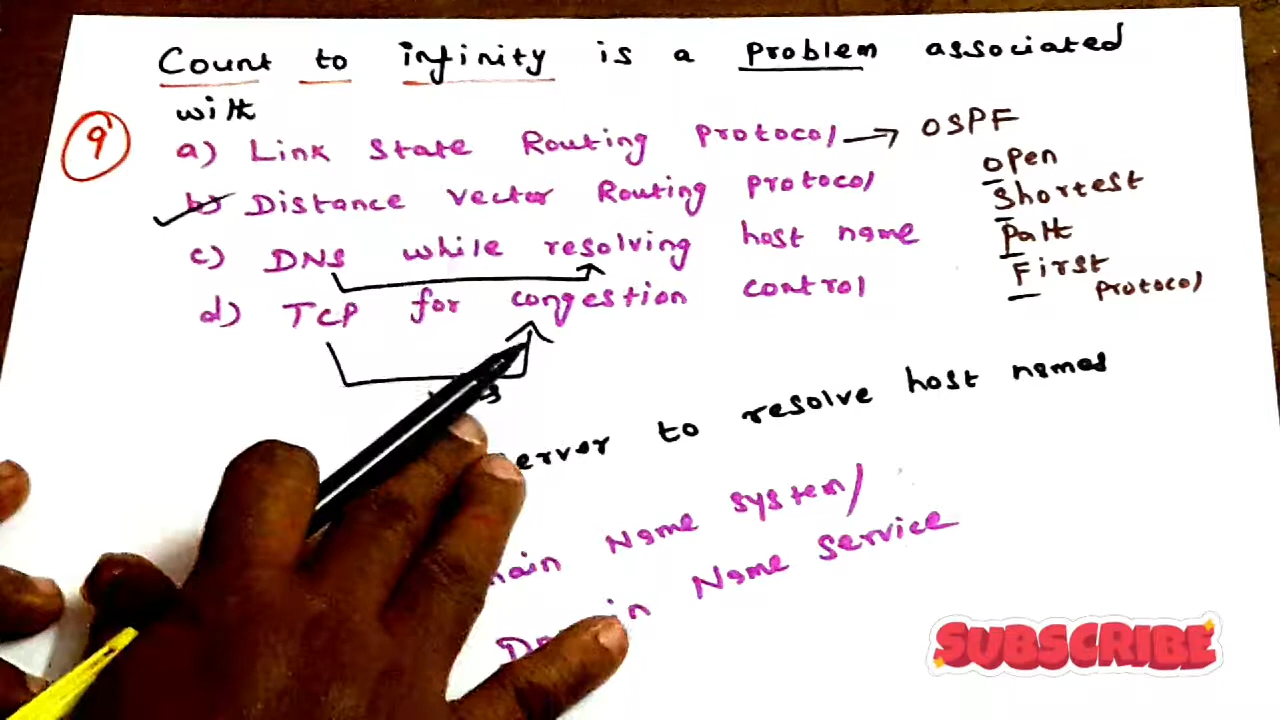 Count to infinity is a problem associated
with
9
a) Link State Routing Protocol → OSPF
b) Distance vector Routing protocol
c) DNS while resolving host name
d) TCP for congestion control
open
Shortest
Path
First
protocol
to resolve host names
Name system/
Name Service
SUBSCRIBE